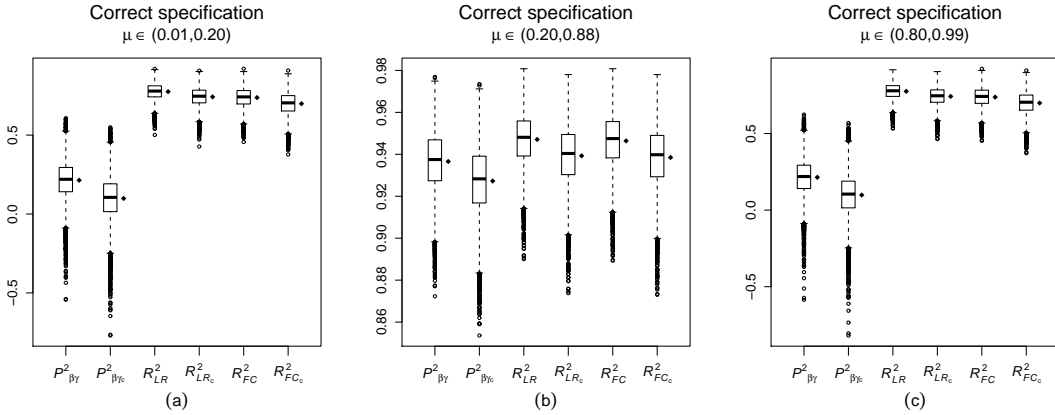 Correct specification
μ ∈ (0.01,0.20)
0.5
0.0
−0.5
P²βγ P²βγc R²LR R²LRc R²FC R²FCc
(a)
Correct specification
μ ∈ (0.20,0.88)
0.98
0.96
0.94
0.92
0.90
0.88
0.86
P²βγ P²βγc R²LR R²LRc R²FC R²FCc
(b)
Correct specification
μ ∈ (0.80,0.99)
0.5
0.0
−0.5
P²βγ P²βγc R²LR R²LRc R²FC R²FCc
(c)